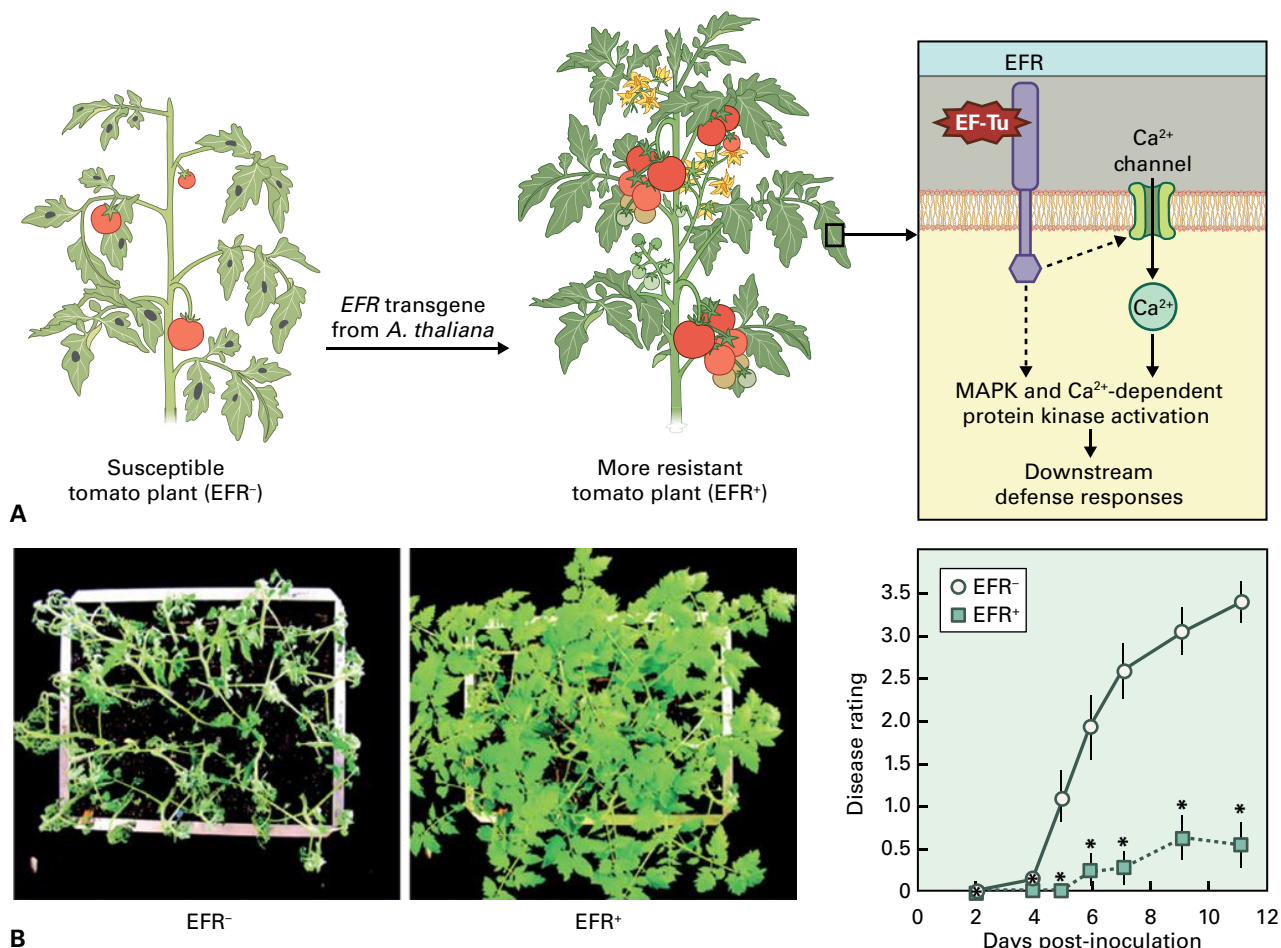 EFR
EF-Tu
Ca²⁺
channel
Ca²⁺
EFR transgene
from A. thaliana
MAPK and Ca²⁺-dependent
protein kinase activation
Downstream
defense responses
Susceptible
tomato plant (EFR⁻)
More resistant
tomato plant (EFR⁺)
A
EFR⁻
EFR⁺
B
EFR⁻
EFR⁺
Disease rating
3.5
3.0
2.5
2.0
1.5
1.0
0.5
0
* * * * * * *
0 2 4 6 8 10 12
Days post-inoculation